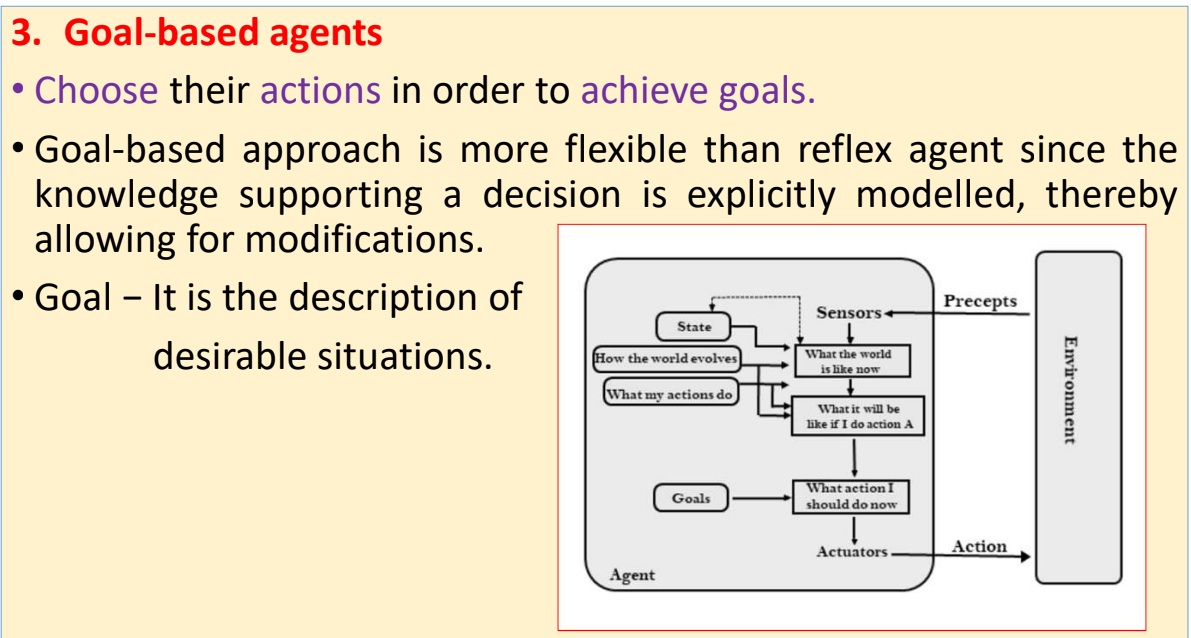 3. Goal-based agents
• Choose their actions in order to achieve goals.
• Goal-based approach is more flexible than reflex agent since the
knowledge supporting a decision is explicitly modelled, thereby
allowing for modifications.
• Goal – It is the description of
desirable situations.
Precepts
Sensors
State
How the world evolves
What the world
is like now
What my actions do
What it will be
like if I do action A
Environment
Goals
What action I
should do now
Actuators
Action
Agent